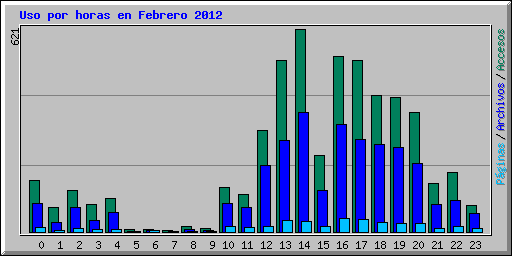 Uso por horas en Febrero 2012
621
Páginas / Archivos / Accesos
0 1 2 3 4 5 6 7 8 9 10 11 12 13 14 15 16 17 18 19 20 21 22 23